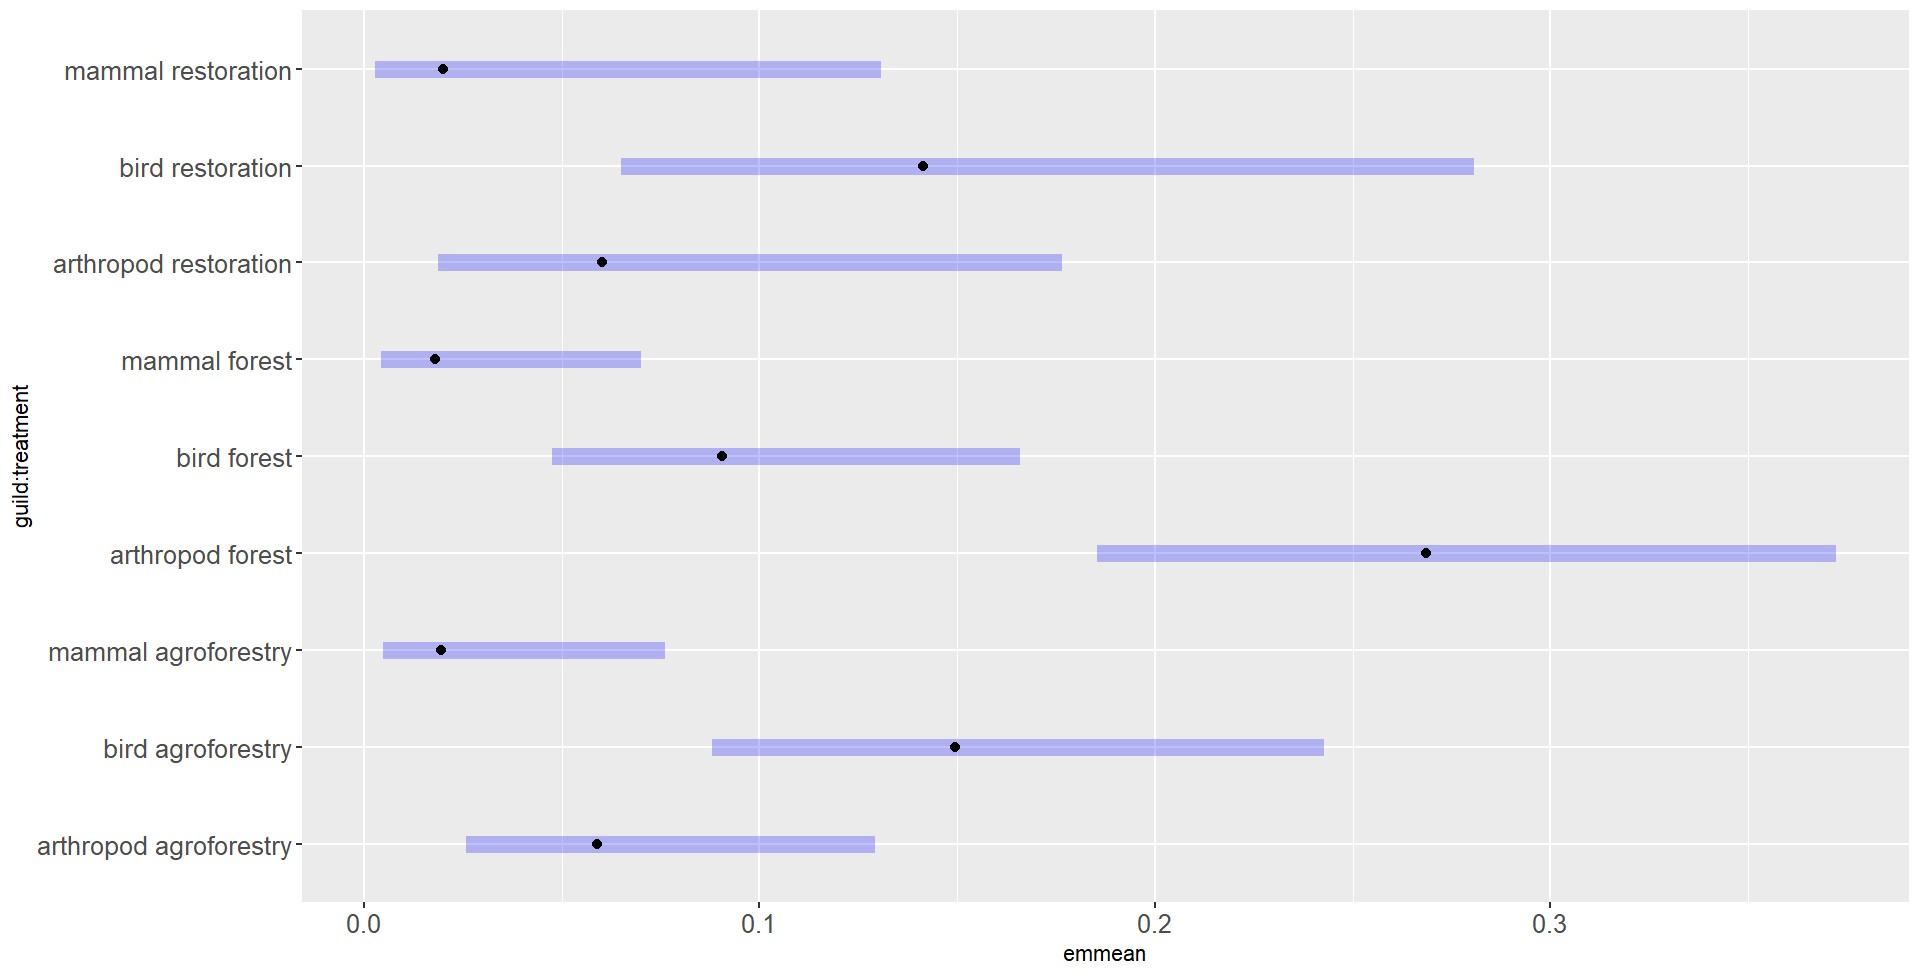 mammal restoration
bird restoration
arthropod restoration
mammal forest
bird forest
arthropod forest
mammal agroforestry
bird agroforestry
arthropod agroforestry
guild:treatment
0.0 0.1 0.2 0.3
emmean